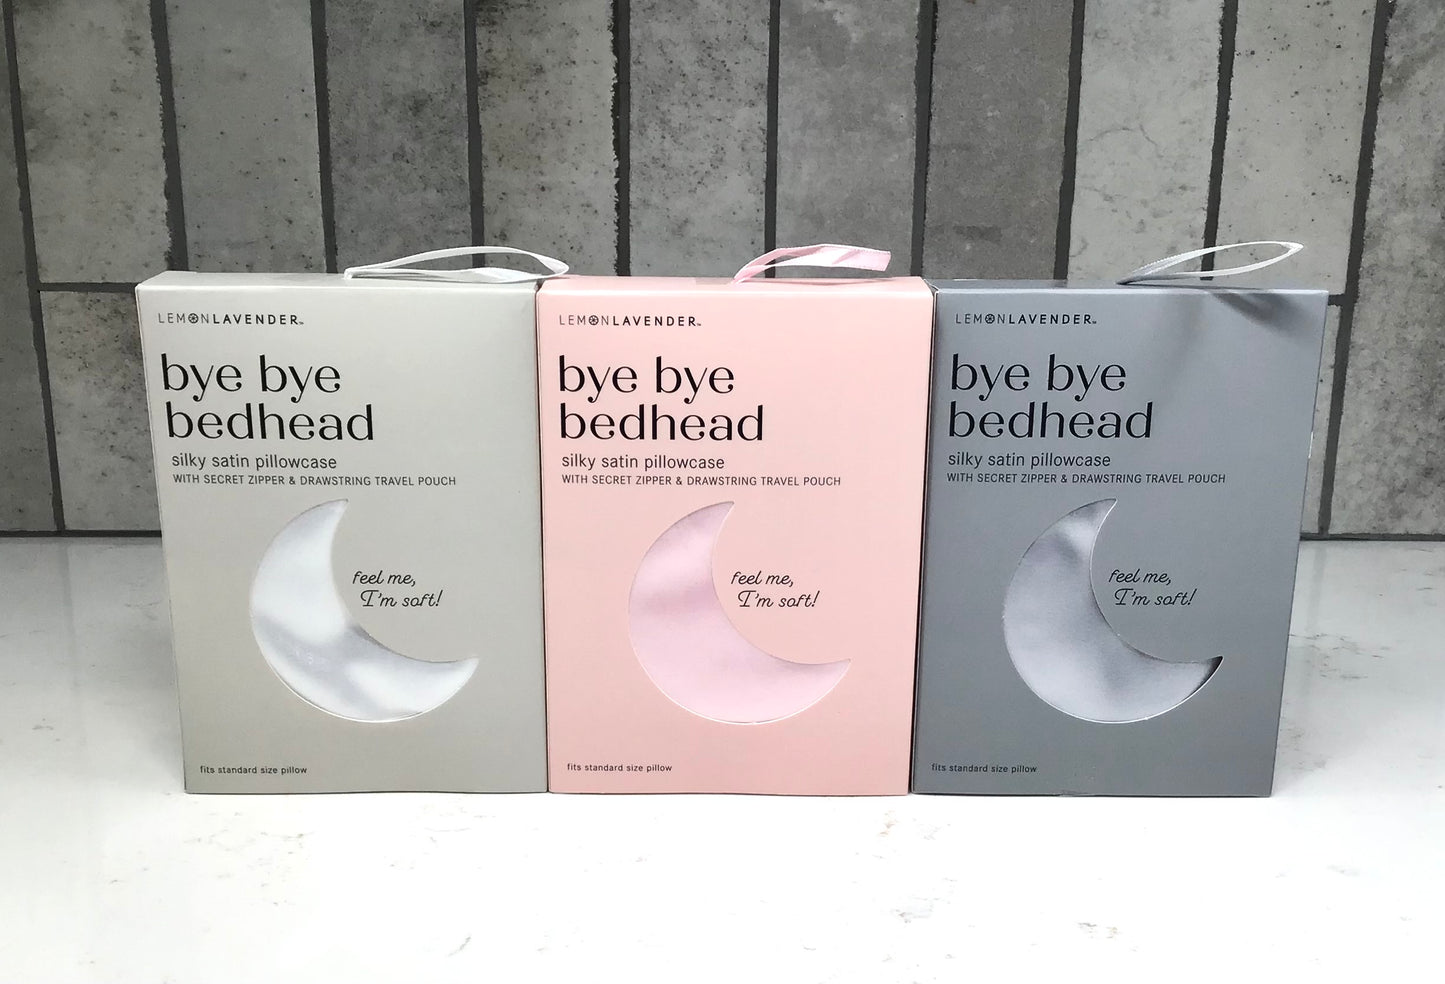 LEMONLAVENDER™
bye bye
bedhead
silky satin pillowcase
WITH SECRET ZIPPER & DRAWSTRING TRAVEL POUCH
feel me,
I'm soft!
fits standard size pillow
LEMONLAVENDER™
bye bye
bedhead
silky satin pillowcase
WITH SECRET ZIPPER & DRAWSTRING TRAVEL POUCH
feel me,
I'm soft!
fits standard size pillow
LEMONLAVENDER™
bye bye
bedhead
silky satin pillowcase
WITH SECRET ZIPPER & DRAWSTRING TRAVEL POUCH
feel me,
I'm soft!
fits standard size pillow